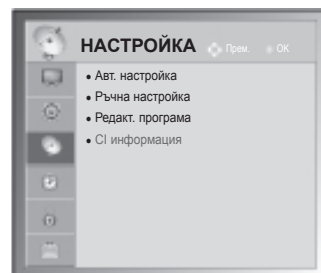 НАСТРОЙКА Прем. OK
• Авт. настройка
• Ръчна настройка
• Редакт. програма
• CI информация